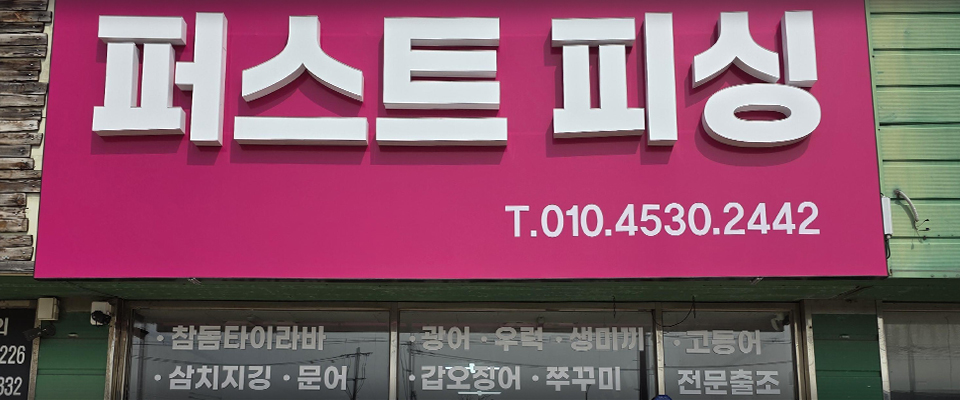 퍼스트 피싱
T.010.4530.2442
·참돔타이라바 ·광어 ·우럭 ·생미끼 ·고등어
·삼치지깅 ·문어 ·갑오징어 ·쭈꾸미 전문출조
226
332